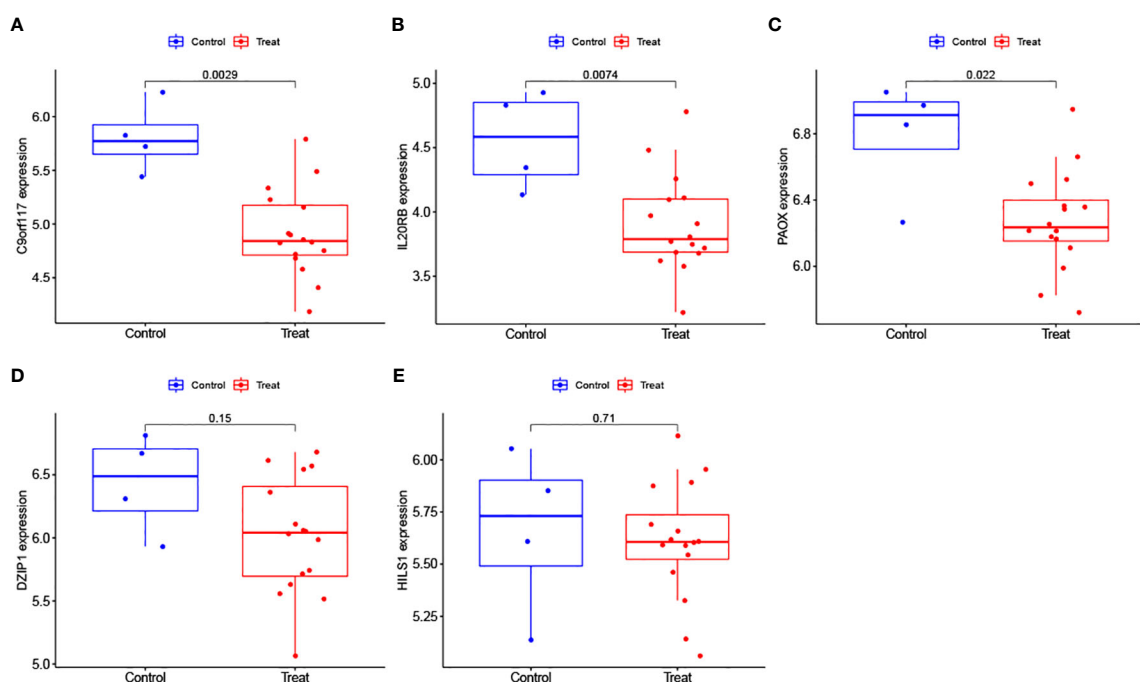 A
Control Treat
0.0029
C9orf117 expression
6.0
5.5
5.0
4.5
Control Treat
B
Control Treat
0.0074
IL20RB expression
5.0
4.5
4.0
3.5
Control Treat
C
Control Treat
0.022
PAOX expression
6.8
6.4
6.0
Control Treat
D
Control Treat
0.15
DZIP1 expression
6.5
6.0
5.5
5.0
Control Treat
E
Control Treat
0.71
HILS1 expression
6.00
5.75
5.50
5.25
Control Treat